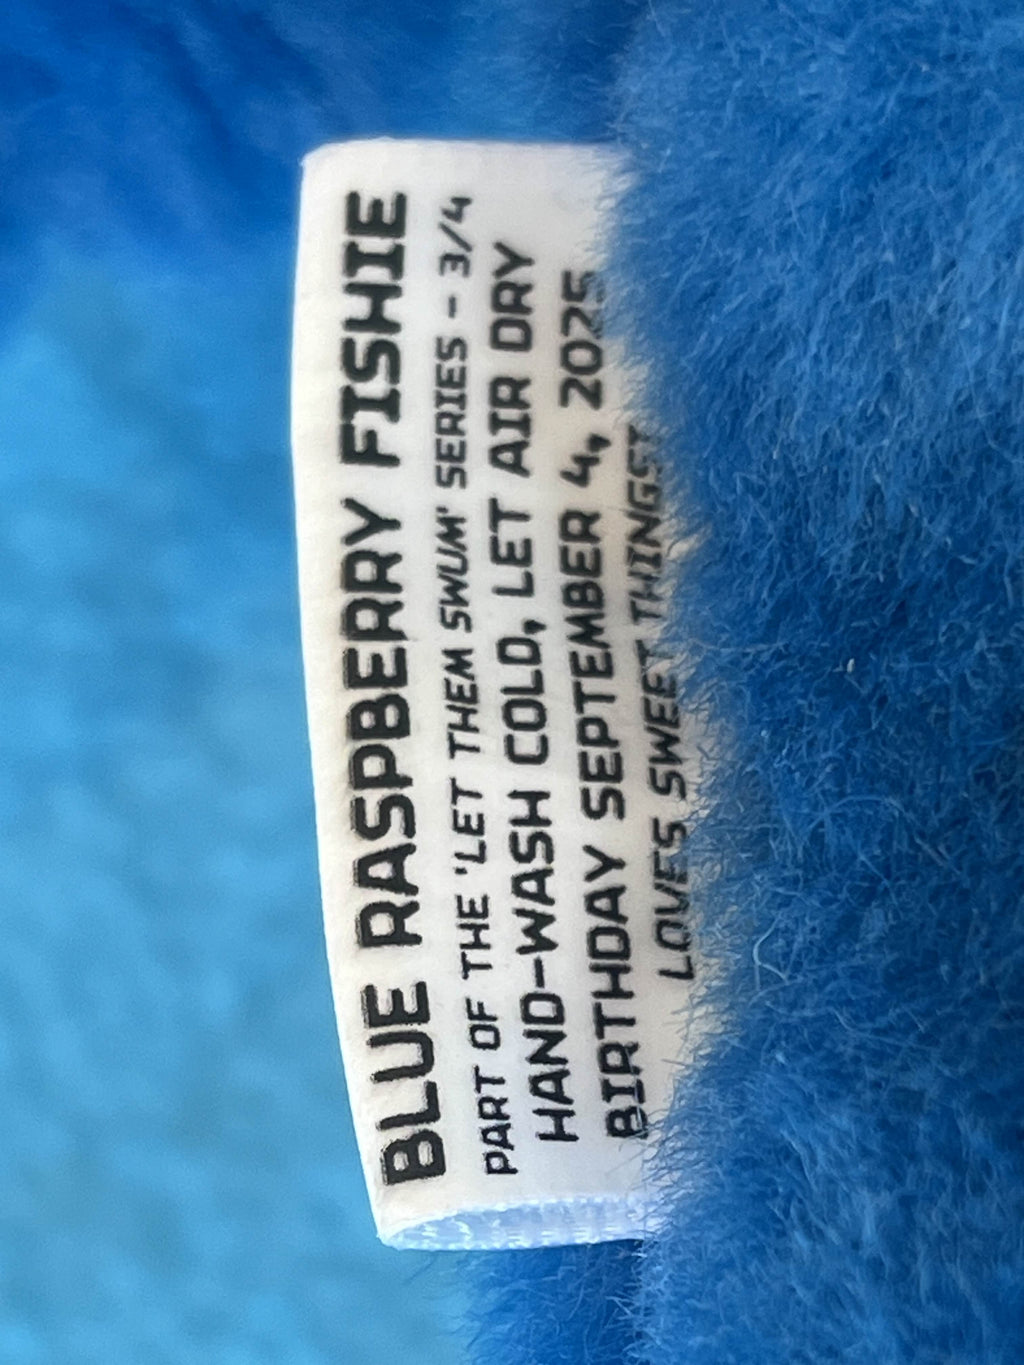 BLUE RASPBERRY FISHIE
PART OF THE 'LET THEM SWUM' SERIES - 3/4
HAND-WASH COLD, LET AIR DRY
BIRTHDAY SEPTEMBER 4, 2025
LOVES SWEET THINGS!